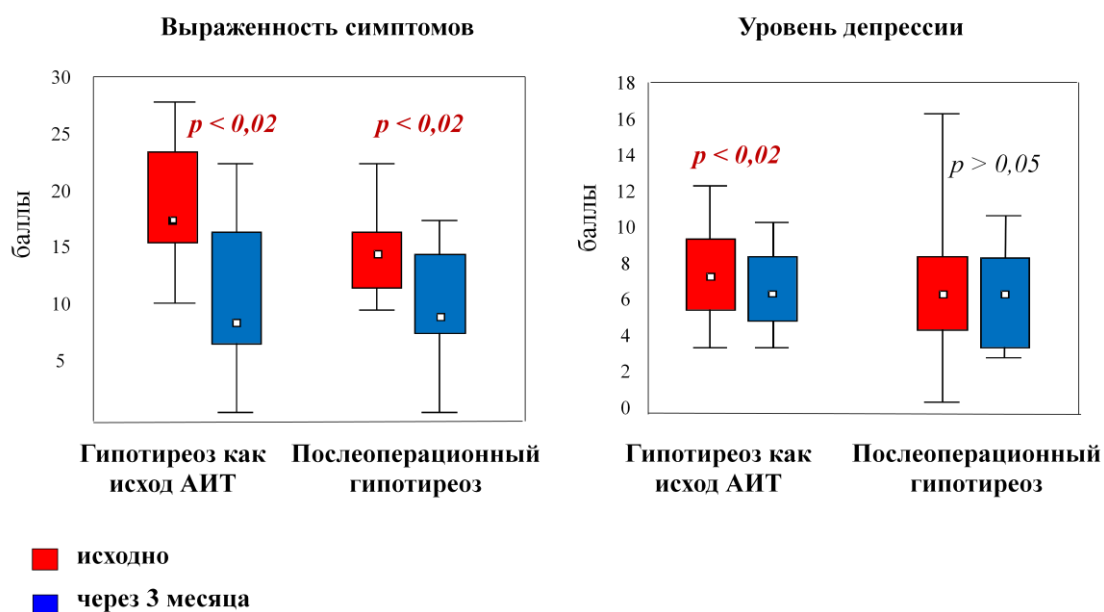 Выраженность симптомов
30
25
20
15
10
5
баллы
p < 0,02
p < 0,02
Гипотиреоз как
исход АИТ
Послеоперационный
гипотиреоз
Уровень депрессии
18
16
14
12
10
8
6
4
2
0
баллы
p < 0,02
p > 0,05
Гипотиреоз как
исход АИТ
Послеоперационный
гипотиреоз
исходно
через 3 месяца